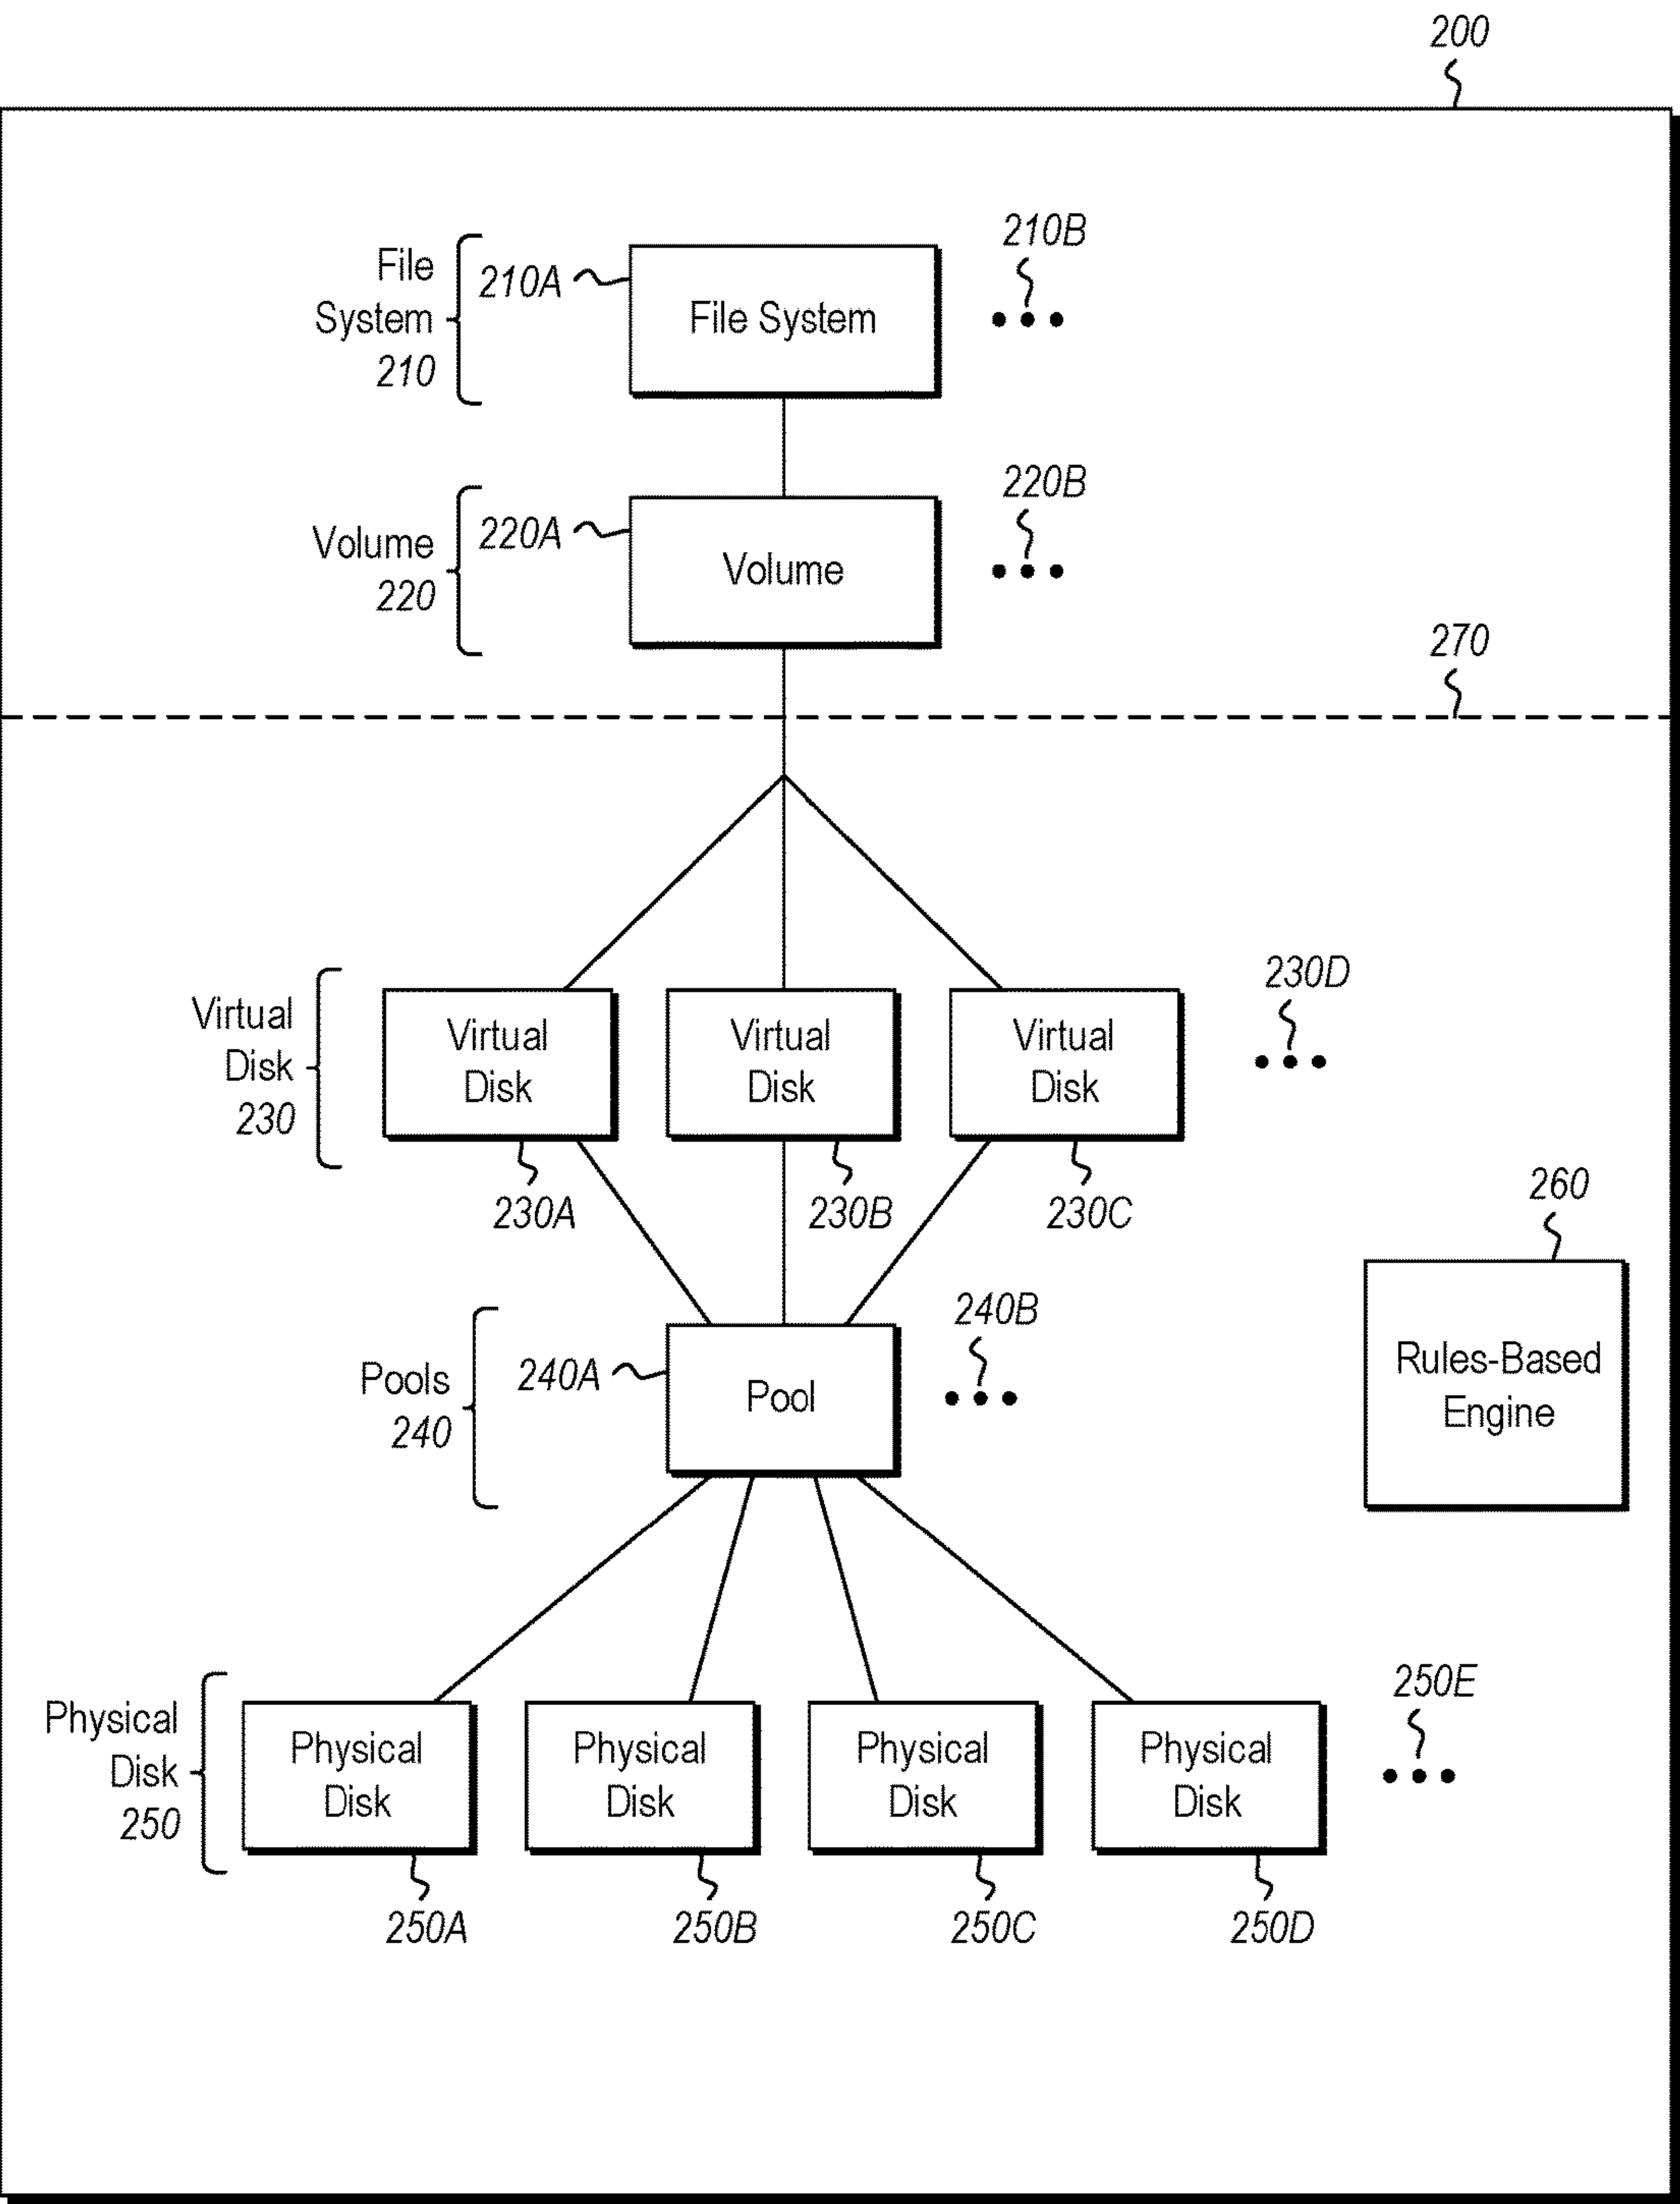 200
210B
File
System
210
210A
File System
220B
Volume
220
220A
Volume
270
230D
Virtual
Disk
230
Virtual
Disk
Virtual
Disk
Virtual
Disk
230A
230B
230C
260
Rules-Based
Engine
240B
Pools
240
240A
Pool
250E
Physical
Disk
250
Physical
Disk
Physical
Disk
Physical
Disk
Physical
Disk
250A
250B
250C
250D